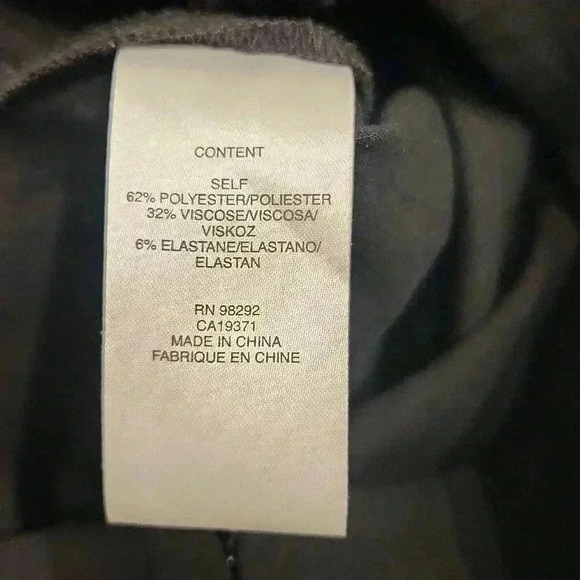 CONTENT
SELF
62% POLYESTER/POLIESTER
32% VISCOSE/VISCOSA/
VISKOZ
6% ELASTANE/ELASTANO/
ELASTAN
RN 98292
CA19371
MADE IN CHINA
FABRIQUE EN CHINE